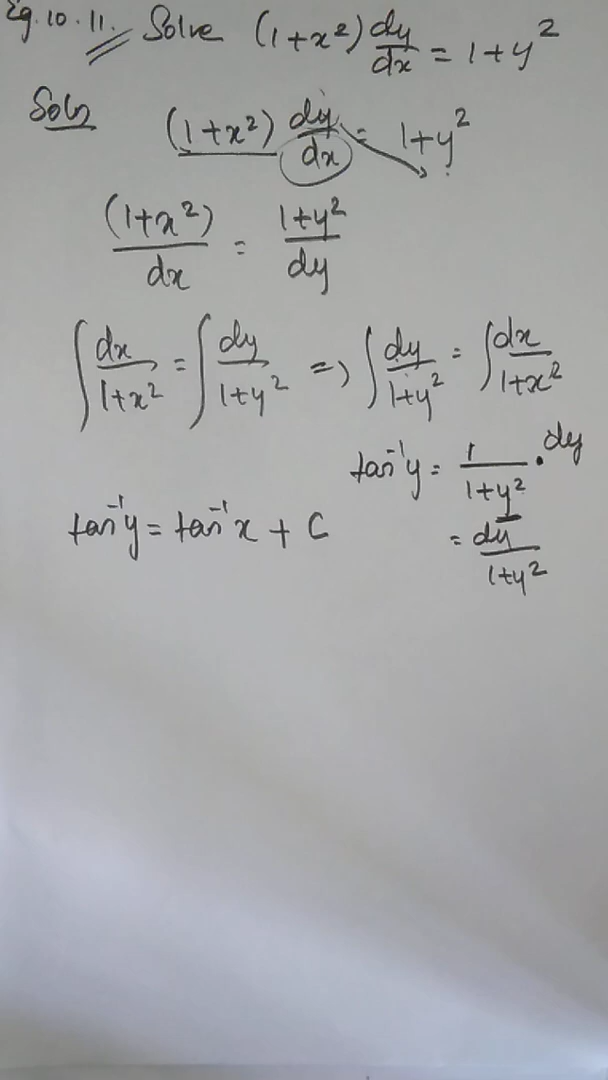 Eg. 10. 11. Solve (1+x²) dy/dx = 1+y²
Soln (1+x²) dy/dx = 1+y²
(1+x²)/dx = 1+y²/dy
∫ dx/1+x² = ∫ dy/1+y² => ∫ dy/1+y² = ∫ dx/1+x²
tan⁻¹y = 1/1+y² . dy
tan⁻¹y = tan⁻¹x + C
= dy/1+y²